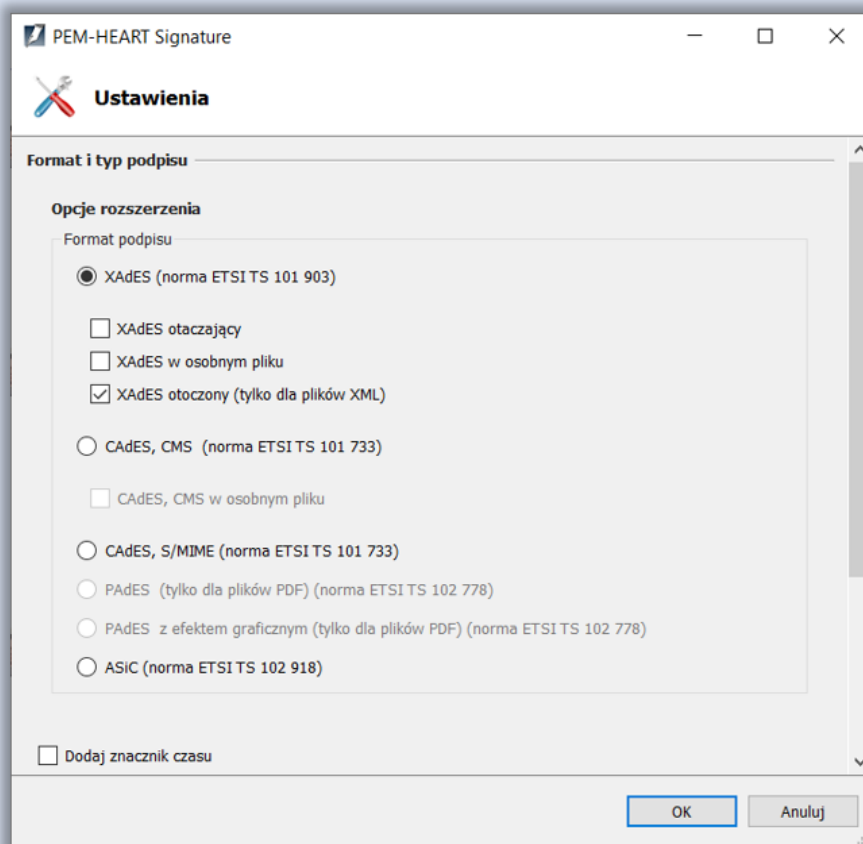 PEM-HEART Signature
Ustawienia
Format i typ podpisu
Opcje rozszerzenia
Format podpisu
XAdES (norma ETSI TS 101 903)
XAdES otaczający
XAdES w osobnym pliku
XAdES otoczony (tylko dla plików XML)
CAdES, CMS (norma ETSI TS 101 733)
CAdES, CMS w osobnym pliku
CAdES, S/MIME (norma ETSI TS 101 733)
PAdES (tylko dla plików PDF) (norma ETSI TS 102 778)
PAdES z efektem graficznym (tylko dla plików PDF) (norma ETSI TS 102 778)
ASiC (norma ETSI TS 102 918)
Dodaj znacznik czasu
OK Anuluj